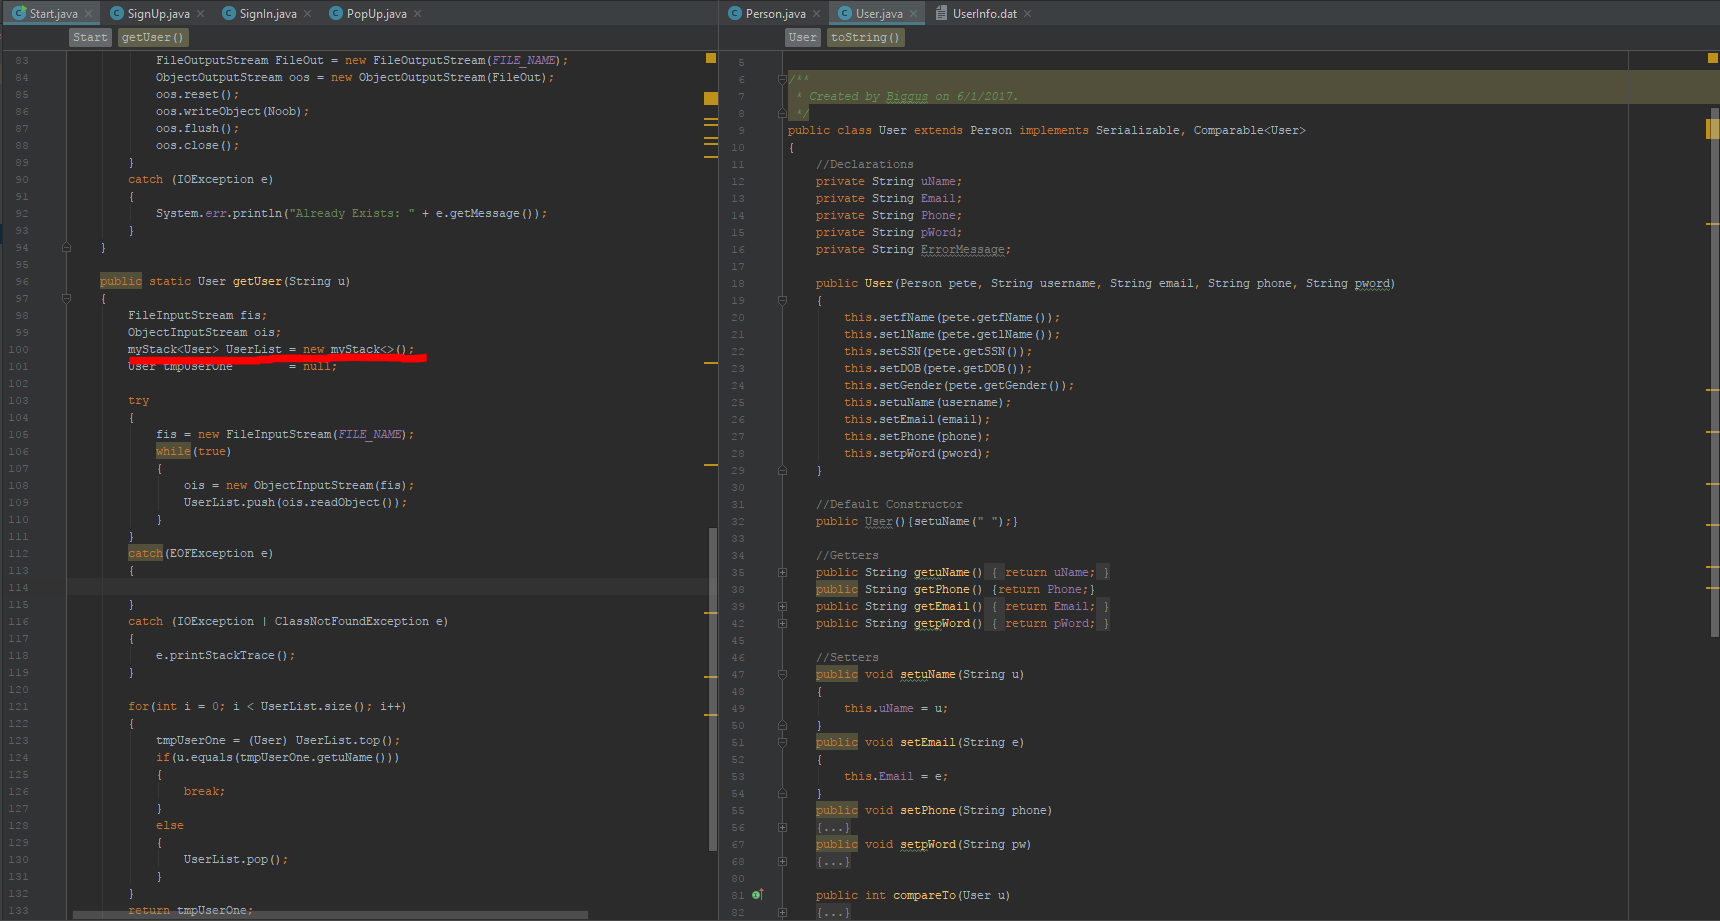 Start.java SignUp.java SignIn.java PopUp.java
Start getUser()
83 FileOutputStream FileOut = new FileOutputStream(FILE_NAME);
84 ObjectOutputStream oos = new ObjectOutputStream(FileOut);
85 oos.reset();
86 oos.writeObject(Noob);
87 oos.flush();
88 oos.close();
89 }
90 catch (IOException e)
91 {
92 System.err.println("Already Exists: " + e.getMessage());
93 }
94 }
95
96 public static User getUser(String u)
97 {
98 FileInputStream fis;
99 ObjectInputStream ois;
100 myStack<User> UserList = new myStack<>();
101 User tmpUserOne = null;
102
103 try
104 {
105 fis = new FileInputStream(FILE_NAME);
106 while(true)
107 {
108 ois = new ObjectInputStream(fis);
109 UserList.push(ois.readObject());
110 }
111 }
112 catch(EOFException e)
113 {
114
115 }
116 catch (IOException | ClassNotFoundException e)
117 {
118 e.printStackTrace();
119 }
120
121 for(int i = 0; i < UserList.size(); i++)
122 {
123 tmpUserOne = (User) UserList.top();
124 if(u.equals(tmpUserOne.getuName()))
125 {
126 break;
127 }
128 else
129 {
130 UserList.pop();
131 }
132 }
133 return tmpUserOne;
Person.java User.java UserInfo.dat
User toString()
5
6 /**
7 * Created by Biggus on 6/1/2017.
8 */
9 public class User extends Person implements Serializable, Comparable<User>
10 {
11 //Declarations
12 private String uName;
13 private String Email;
14 private String Phone;
15 private String pWord;
16 private String ErrorMessage;
17
18 public User(Person pete, String username, String email, String phone, String pword)
19 {
20 this.setfName(pete.getfName());
21 this.setlName(pete.getlName());
22 this.setSSN(pete.getSSN());
23 this.setDOB(pete.getDOB());
24 this.setGender(pete.getGender());
25 this.setuName(username);
26 this.setEmail(email);
27 this.setPhone(phone);
28 this.setpWord(pword);
29 }
30
31 //Default Constructor
32 public User(){setuName(" ");}
33
34 //Getters
35 public String getuName() { return uName; }
38 public String getPhone() {return Phone;}
39 public String getEmail() { return Email; }
42 public String getpWord() { return pWord; }
45
46 //Setters
47 public void setuName(String u)
48 {
49 this.uName = u;
50 }
51 public void setEmail(String e)
52 {
53 this.Email = e;
54 }
55 public void setPhone(String phone)
56 {...}
67 public void setpWord(String pw)
68 {...}
80
81 public int compareTo(User u)
82 {...}